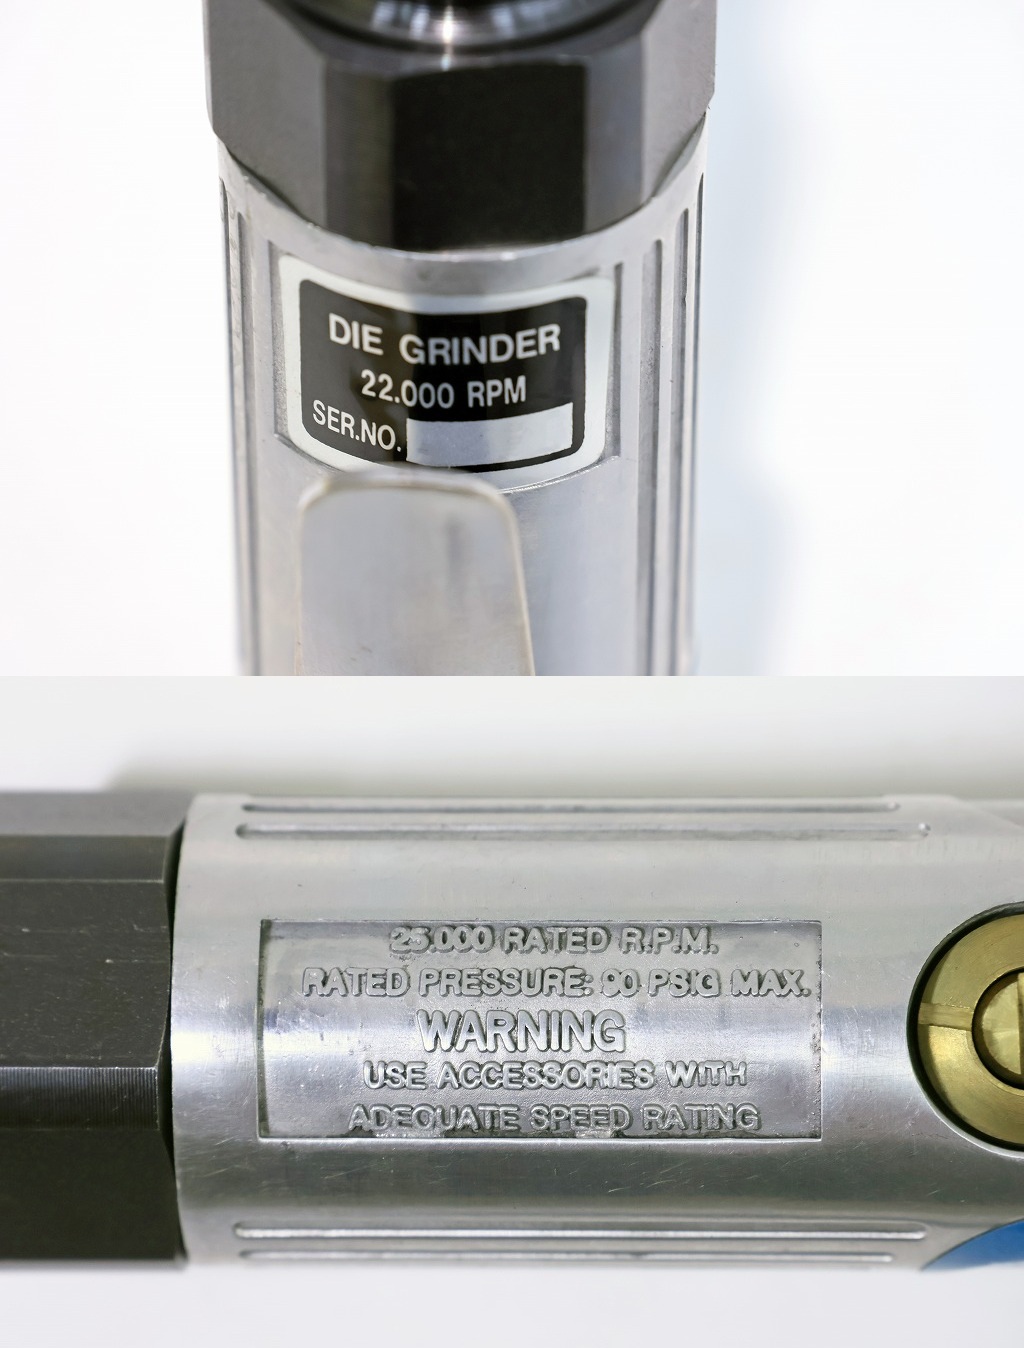 DIE GRINDER
22.000 RPM
SER.NO.
25.000 RATED R.P.M.
RATED PRESSURE: 90 PSIG MAX.
WARNING
USE ACCESSORIES WITH
ADEQUATE SPEED RATING